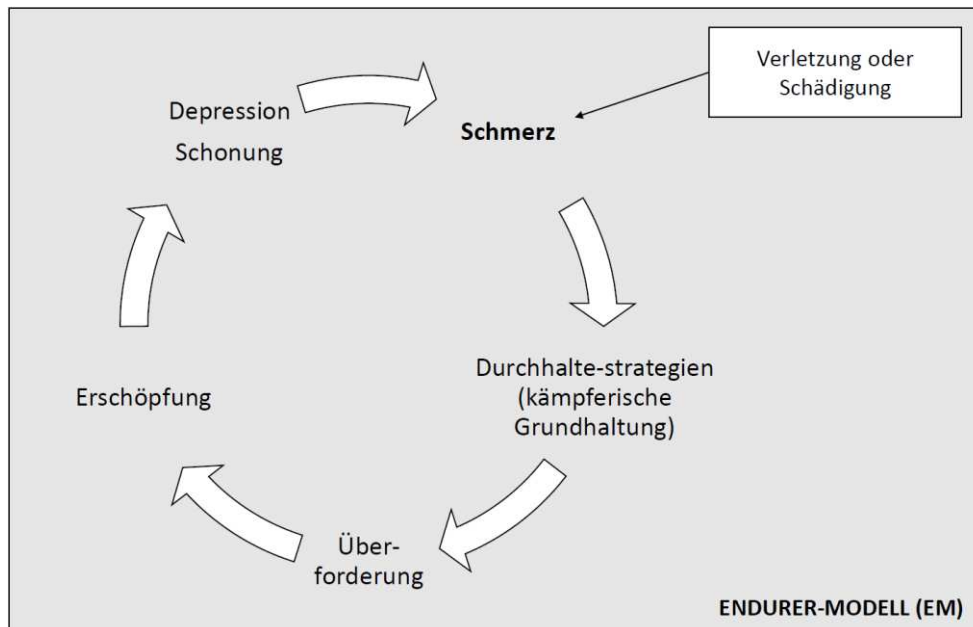 Verletzung oder
Schädigung
Depression
Schonung
Schmerz
Durchhalte-strategien
(kämpferische
Grundhaltung)
Erschöpfung
Über-
forderung
ENDURER-MODELL (EM)